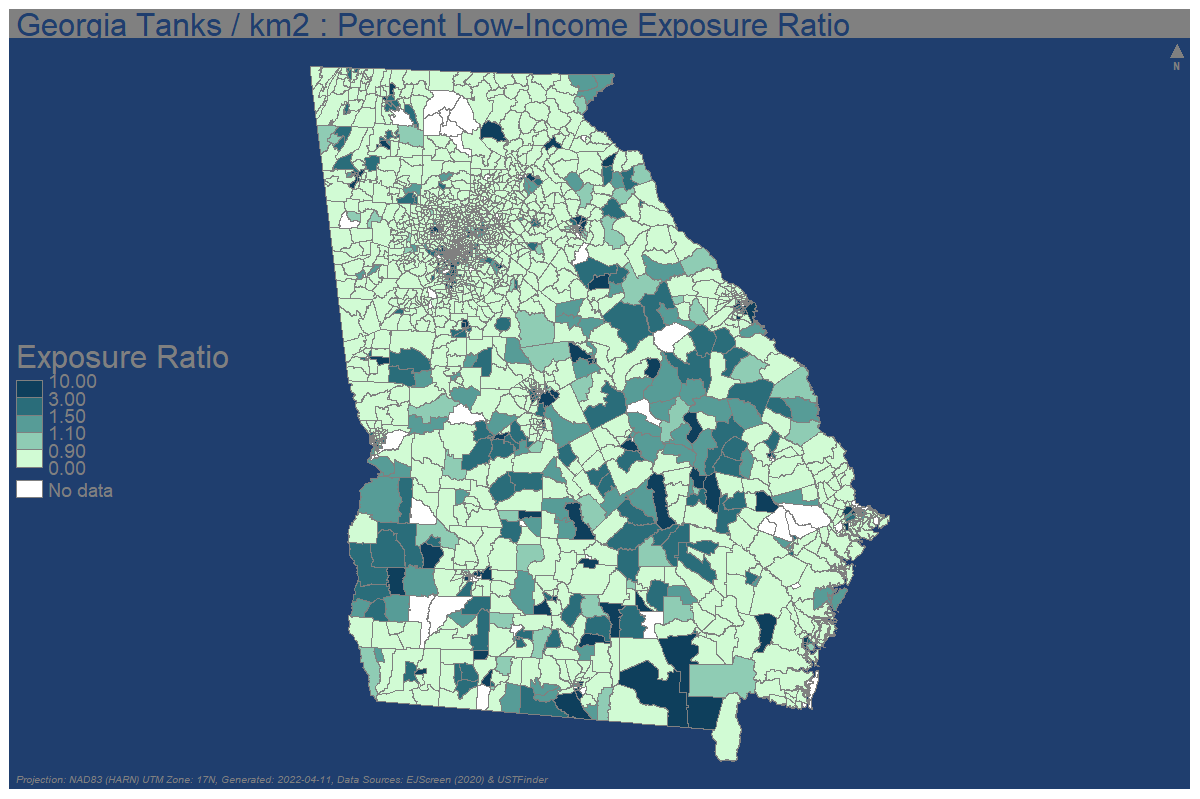 Georgia Tanks / km2 : Percent Low-Income Exposure Ratio
N
Exposure Ratio
10.00
3.00
1.50
1.10
0.90
0.00
No data
Projection: NAD83 (HARN) UTM Zone: 17N, Generated: 2022-04-11, Data Sources: EJScreen (2020) & USTFinder